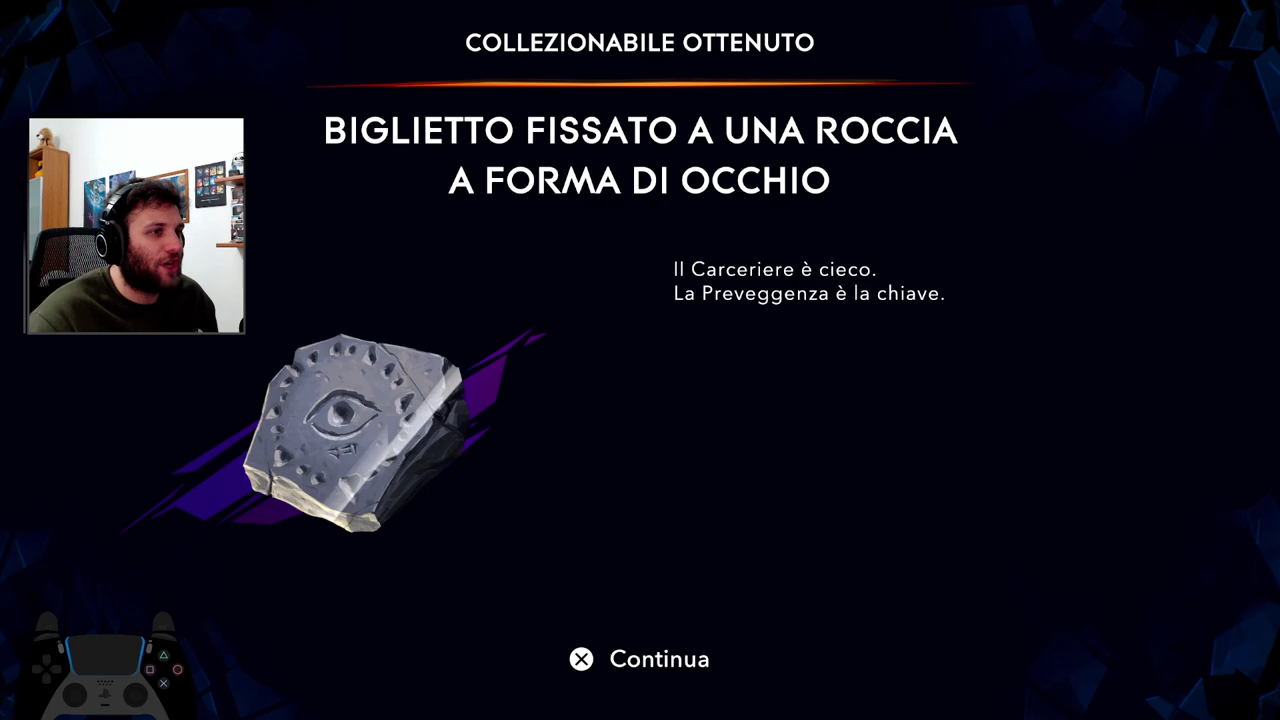 COLLEZIONABILE OTTENUTO
BIGLIETTO FISSATO A UNA ROCCIA
A FORMA DI OCCHIO
Il Carceriere è cieco.
La Preveggenza è la chiave.
Continua